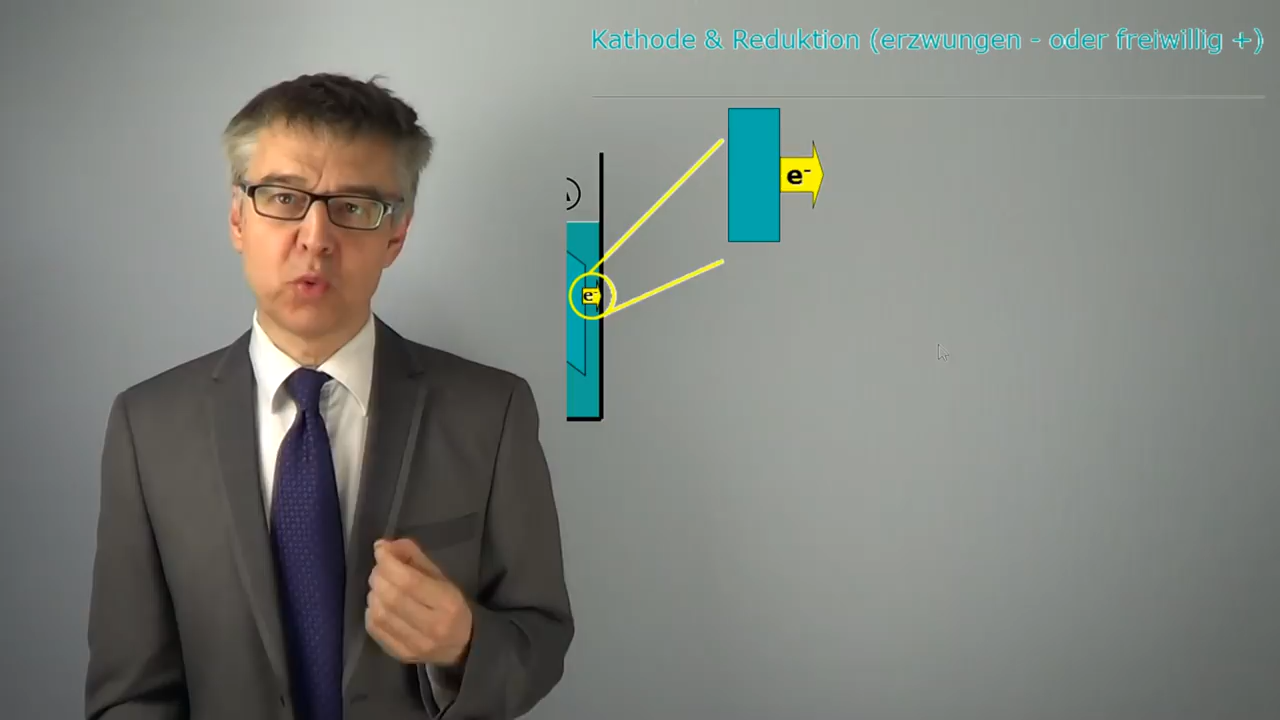 Kathode & Reduktion (erzwungen - oder freiwillig +)
e⁻
e⁻